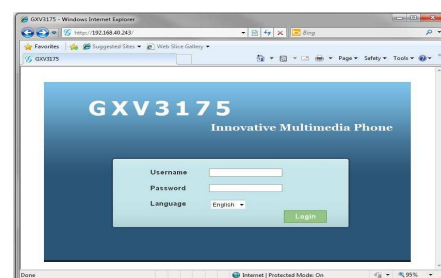 GXV3175 - Windows Internet Explorer
http://192.168.40.243/
Bing
Favorites
Suggested Sites
Web Slice Gallery
GXV3175
Page
Safety
Tools
GXV3175
Innovative Multimedia Phone
Username
Password
Language
English
Login
Done
Internet | Protected Mode: On
95%